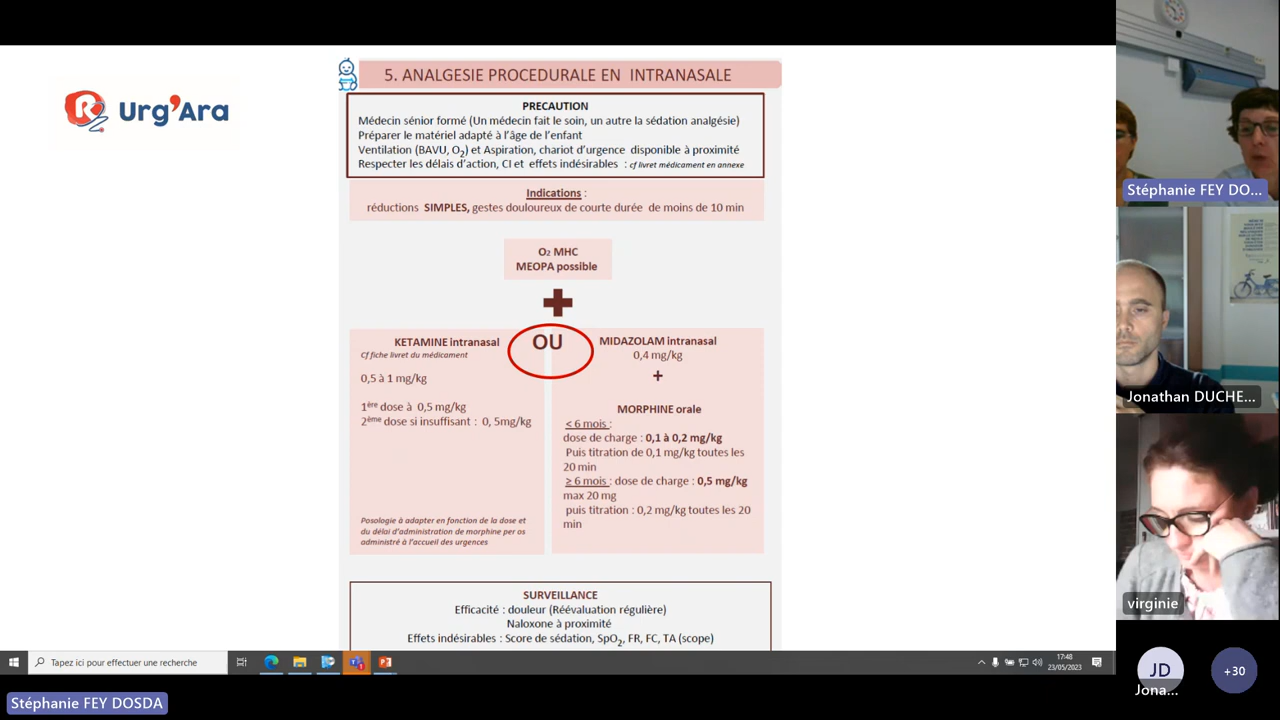 5. ANALGESIE PROCEDURALE EN INTRANASALE
Urg'Ara
PRECAUTION
Médecin sénior formé (Un médecin fait le soin, un autre la sédation analgésie)
Préparer le matériel adapté à l'âge de l'enfant
Ventilation (BAVU, O2) et Aspiration, chariot d'urgence disponible à proximité
Respecter les délais d'action, CI et effets indésirables : cf livret médicament en annexe
Indications :
réductions SIMPLES, gestes douloureux de courte durée de moins de 10 min
O2 MHC
MEOPA possible
OU
KETAMINE intranasal
Cf fiche livret du médicament
0,5 à 1 mg/kg
1ère dose à 0,5 mg/kg
2ème dose si insuffisant : 0, 5mg/kg
Posologie à adapter en fonction de la dose et
du délai d'administration de morphine per os
administré à l'accueil des urgences
MIDAZOLAM intranasal
0,4 mg/kg
+
MORPHINE orale
< 6 mois :
dose de charge : 0,1 à 0,2 mg/kg
Puis titration de 0,1 mg/kg toutes les
20 min
≥ 6 mois : dose de charge : 0,5 mg/kg
max 20 mg
puis titration : 0,2 mg/kg toutes les 20
min
SURVEILLANCE
Efficacité : douleur (Réévaluation régulière)
Naloxone à proximité
Effets indésirables : Score de sédation, SpO2, FR, FC, TA (scope)
Stéphanie FEY DO...
Jonathan DUCHE...
virginie
JD
Jona...
+30
Tapez ici pour effectuer une recherche
17:48
23/05/2023
Stéphanie FEY DOSDA